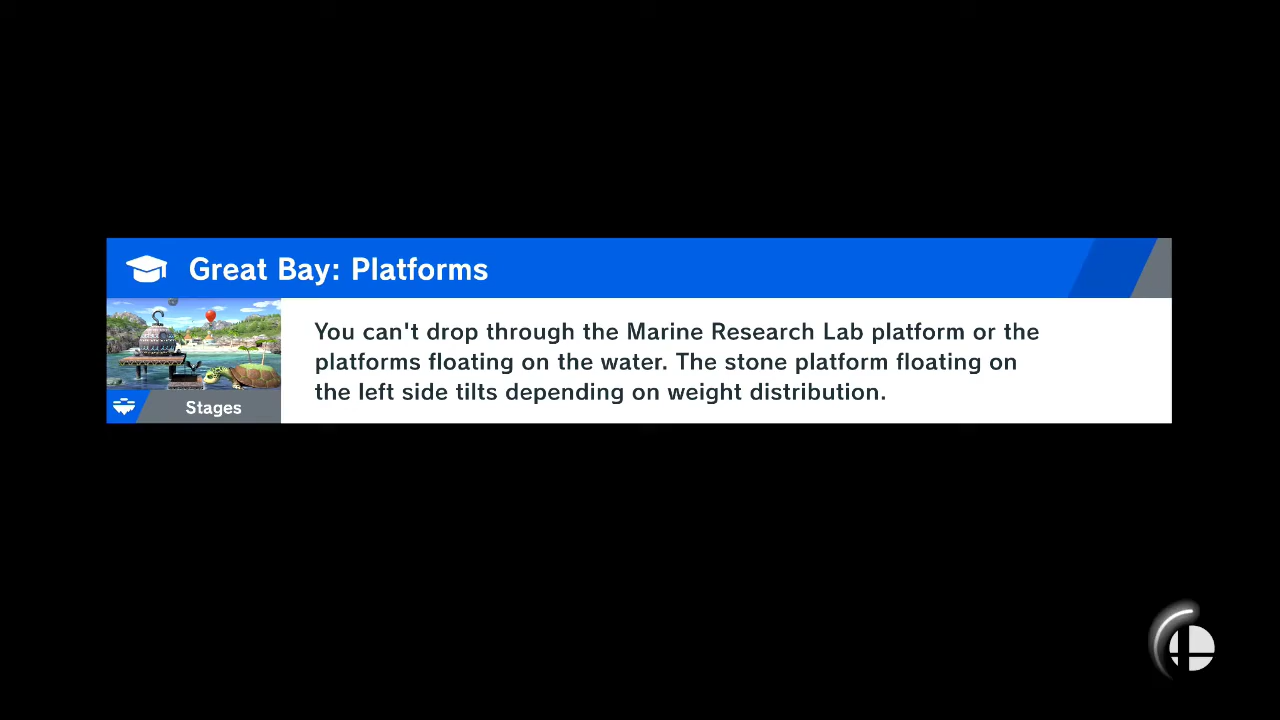 Great Bay: Platforms
You can't drop through the Marine Research Lab platform or the
platforms floating on the water. The stone platform floating on
the left side tilts depending on weight distribution.
Stages